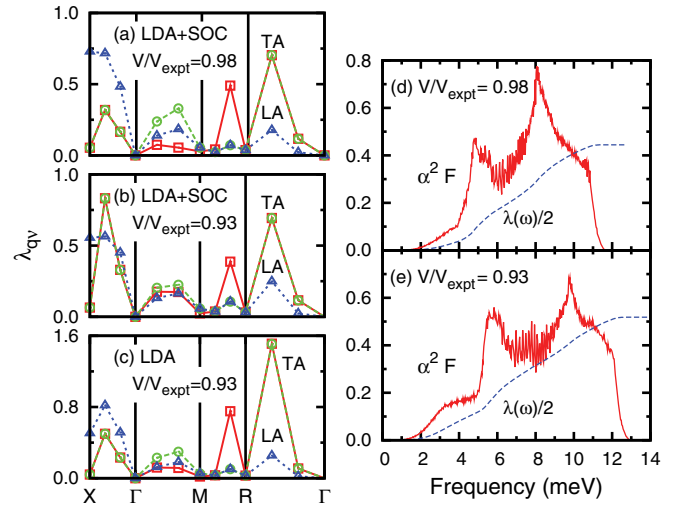 (a) LDA+SOC
V/V_expt=0.98
TA
LA
1.0
0.5
0.0
(b) LDA+SOC
V/V_expt=0.93
TA
LA
1.0
0.5
0.0
λ_qν
(c) LDA
V/V_expt=0.93
TA
LA
1.6
0.8
0.0
X Γ M R Γ
(d) V/V_expt= 0.98
α² F
λ(ω)/2
0.8
0.6
0.4
0.2
0.0
(e) V/V_expt= 0.93
α² F
λ(ω)/2
0.8
0.6
0.4
0.2
0.0
0 2 4 6 8 10 12 14
Frequency (meV)